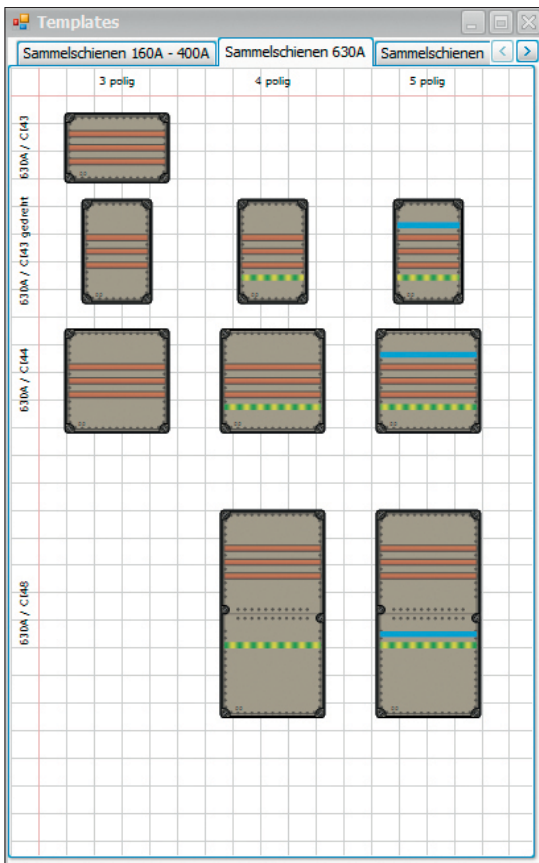 Templates
Sammelschienen 160A - 400A
Sammelschienen 630A
Sammelschienen
3 polig
4 polig
5 polig
630A / CI43
630A / CI43 gedreht
630A / CI44
630A / CI48